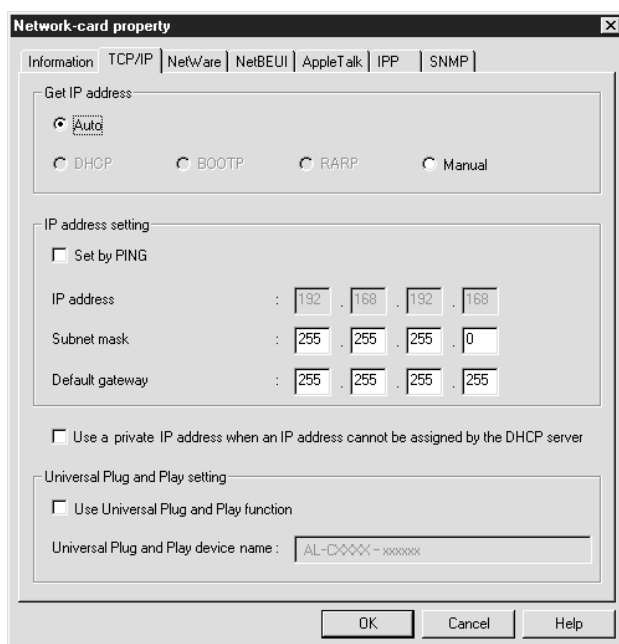 Network-card property
Information TCP/IP NetWare NetBEUI AppleTalk IPP SNMP
Get IP address
Auto
DHCP BOOTP RARP Manual
IP address setting
Set by PING
IP address : 192 . 168 . 192 . 168
Subnet mask : 255 . 255 . 255 . 0
Default gateway : 255 . 255 . 255 . 255
Use a private IP address when an IP address cannot be assigned by the DHCP server
Universal Plug and Play setting
Use Universal Plug and Play function
Universal Plug and Play device name : AL-CXXXX-xxxxxx
OK Cancel Help